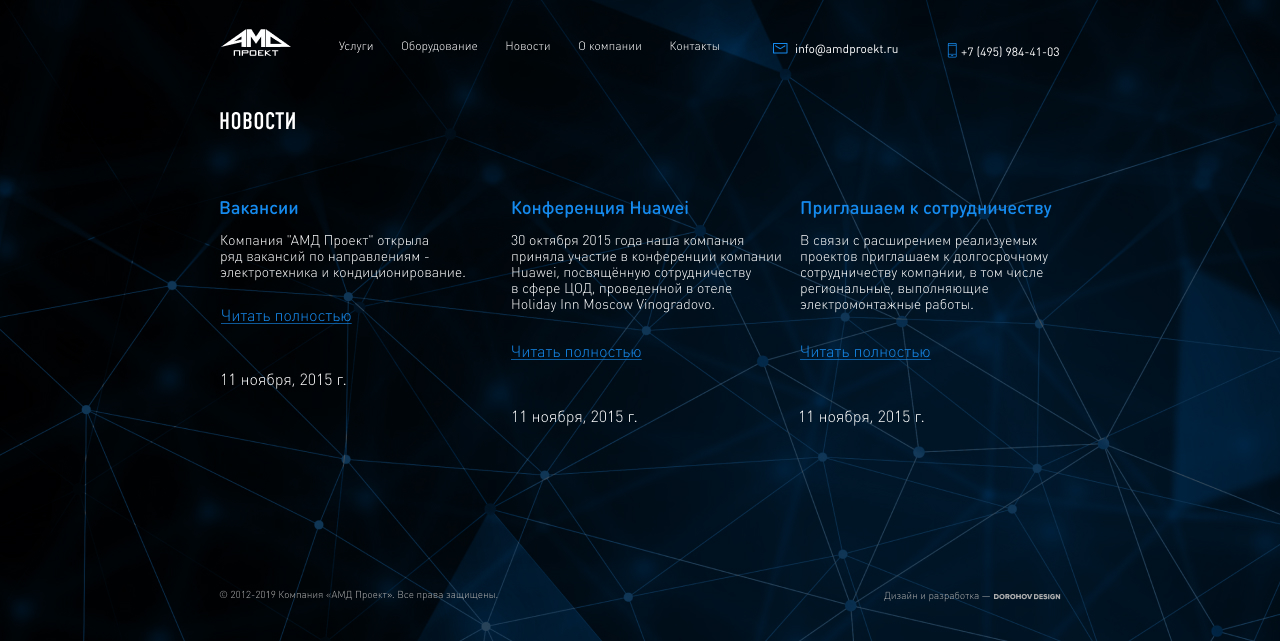 АМD
ПРОЕКТ
Услуги Оборудование Новости О компании Контакты info@amdproekt.ru +7 (495) 984-41-03
НОВОСТИ
Вакансии
Компания "АМД Проект" открыла
ряд вакансий по направлениям -
электротехника и кондиционирование.
Читать полностью
11 ноября, 2015 г.
Конференция Huawei
30 октября 2015 года наша компания
приняла участие в конференции компании
Huawei, посвящённую сотрудничеству
в сфере ЦОД, проведенной в отеле
Holiday Inn Moscow Vinogradovo.
Читать полностью
11 ноября, 2015 г.
Приглашаем к сотрудничеству
В связи с расширением реализуемых
проектов приглашаем к долгосрочному
сотрудничеству компании, в том числе
региональные, выполняющие
электромонтажные работы.
Читать полностью
11 ноября, 2015 г.
© 2012-2019 Компания «АМД Проект». Все права защищены.
Дизайн и разработка — DOROHOV DESIGN